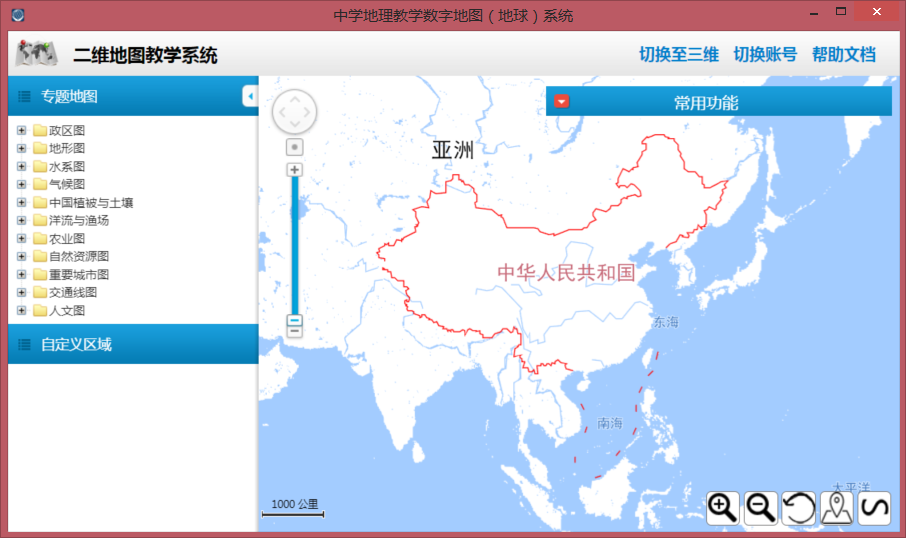 中学地理教学数字地图（地球）系统
二维地图教学系统
切换至三维 切换账号 帮助文档
专题地图
政区图
地形图
水系图
气候图
中国植被与土壤
洋流与渔场
农业图
自然资源图
重要城市图
交通线图
人文图
自定义区域
常用功能
亚洲
中华人民共和国
东海
南海
太平洋
1000 公里